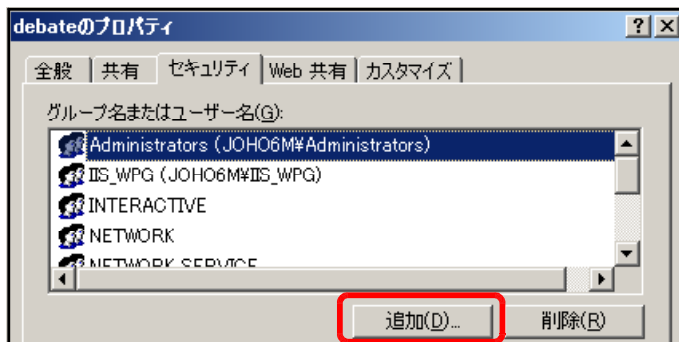 debateのプロパティ
全般 共有 セキュリティ Web 共有 カスタマイズ
グループ名またはユーザー名(G):
Administrators (JOHO6M¥Administrators)
IIS_WPG (JOHO6M¥IIS_WPG)
INTERACTIVE
NETWORK
NETWORK SERVICE
追加(D)... 削除(R)